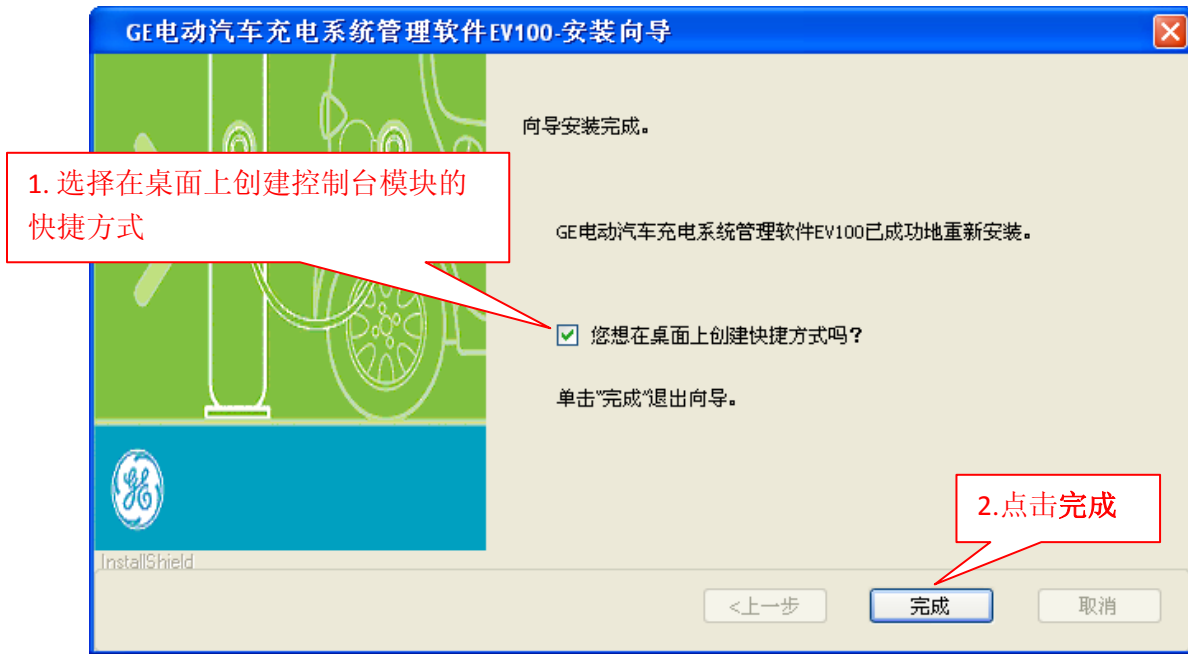 GE电动汽车充电系统管理软件EV100-安装向导
向导安装完成。
1. 选择在桌面上创建控制台模块的
快捷方式
GE电动汽车充电系统管理软件EV100已成功地重新安装。
您想在桌面上创建快捷方式吗?
单击"完成"退出向导。
GE
2.点击完成
InstallShield
<上一步
完成
取消